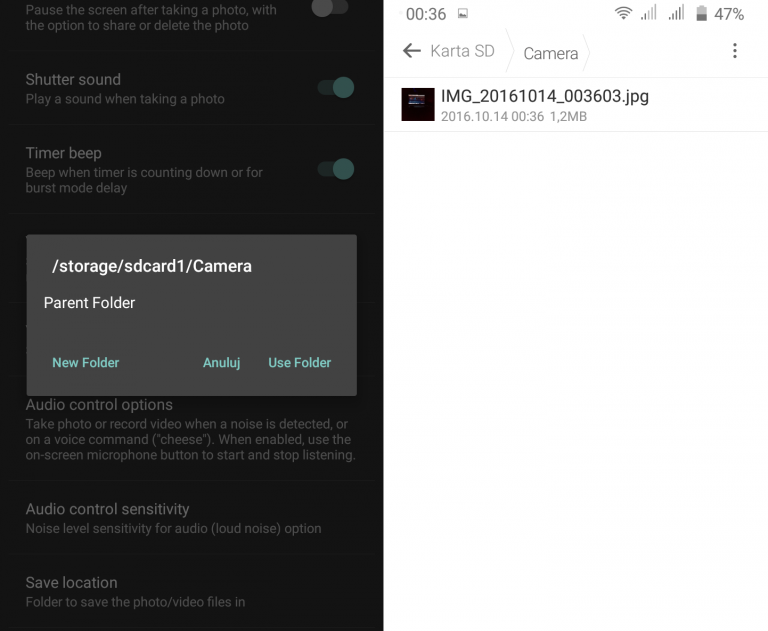 Pause the screen after taking a photo, with
the option to share or delete the photo
Shutter sound
Play a sound when taking a photo
Timer beep
Beep when timer is counting down or for
burst mode delay
/storage/sdcard1/Camera
Parent Folder
New Folder
Anuluj
Use Folder
Audio control options
Take photo or record video when a noise is detected, or
on a voice command ("cheese"). When enabled, use the
on-screen microphone button to start and stop listening.
Audio control sensitivity
Noise level sensitivity for audio (loud noise) option
Save location
Folder to save the photo/video files in
00:36
47%
Karta SD
Camera
IMG_20161014_003603.jpg
2016.10.14 00:36 1,2MB